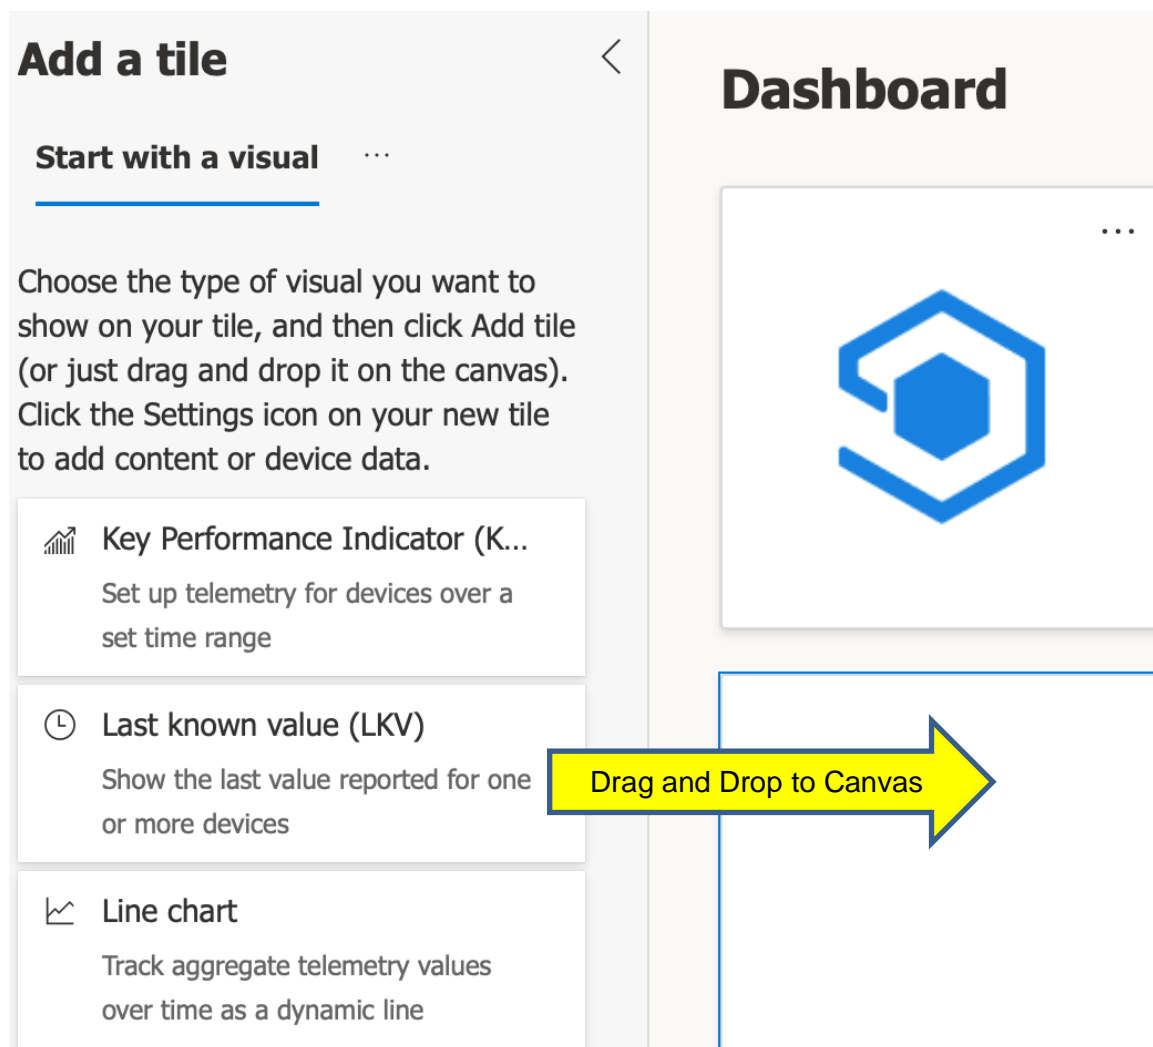 Add a tile
Start with a visual ...
Choose the type of visual you want to
show on your tile, and then click Add tile
(or just drag and drop it on the canvas).
Click the Settings icon on your new tile
to add content or device data.
Key Performance Indicator (K...
Set up telemetry for devices over a
set time range
Last known value (LKV)
Show the last value reported for one
or more devices
Line chart
Track aggregate telemetry values
over time as a dynamic line
Dashboard
...
Drag and Drop to Canvas